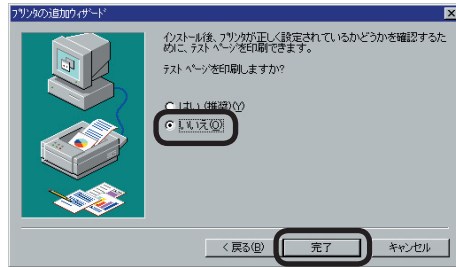 プリンタの追加ウィザード
インストール後、プリンタが正しく設定されているかどうかを確認するた
めに、テスト ページを印刷できます。
テスト ページを印刷しますか?
はい (推奨)(Y)
いいえ(O)
< 戻る(B)
完了
キャンセル